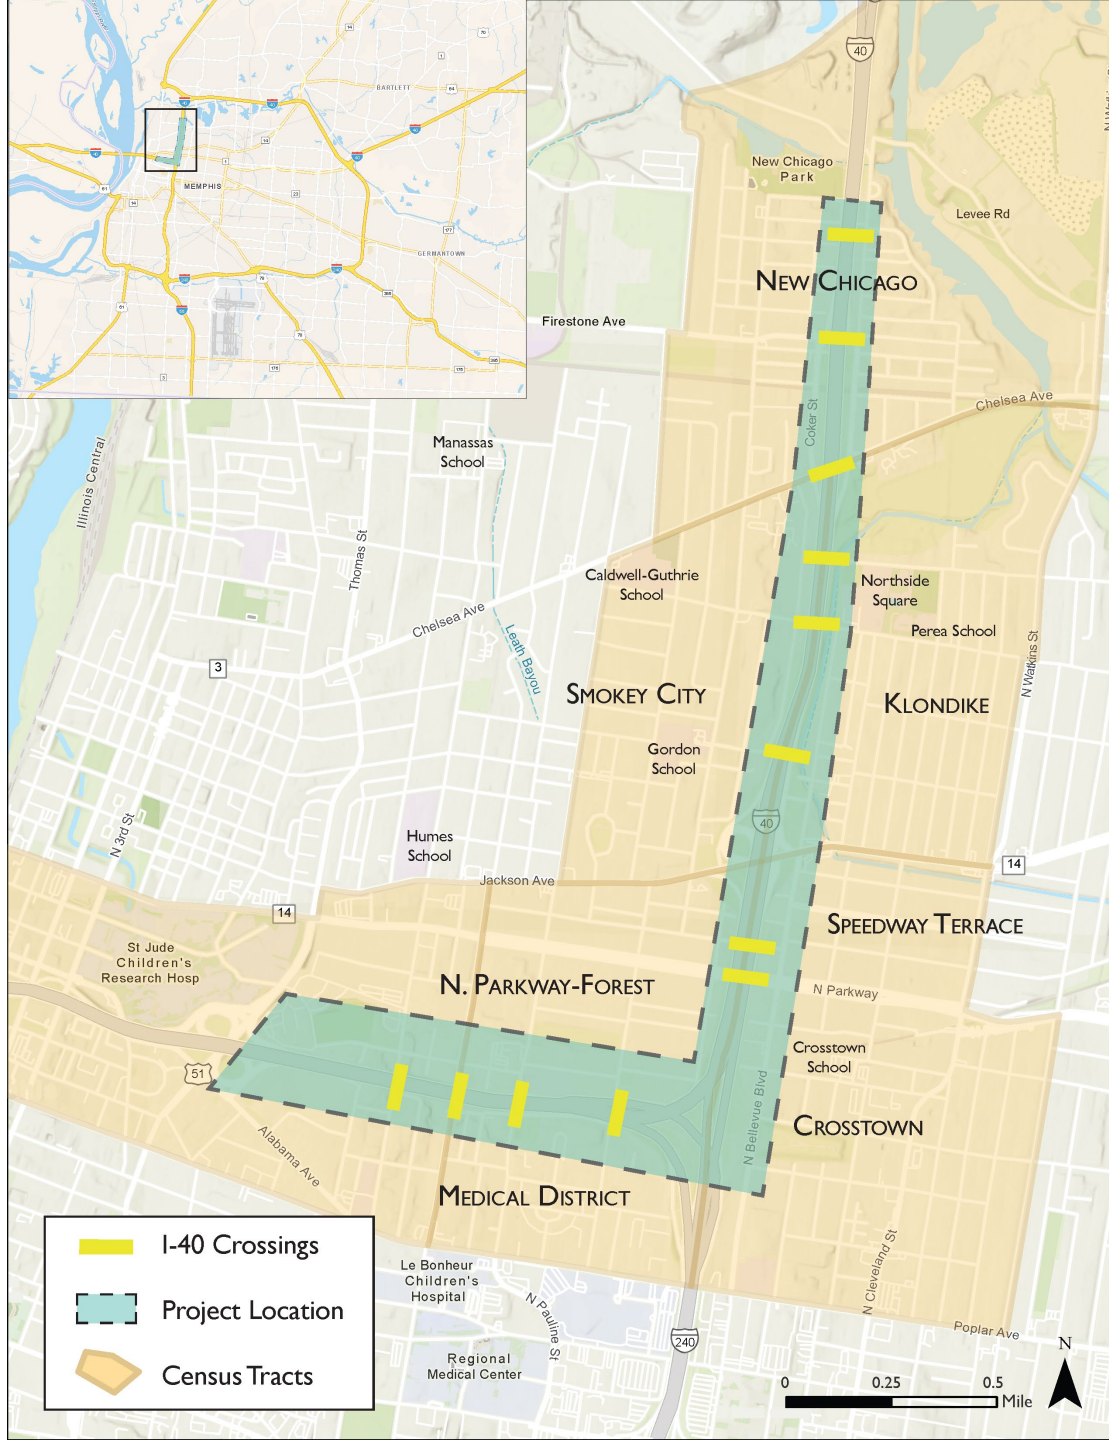 BARTLETT
MEMPHIS
GERMANTOWN
40
New Chicago
Park
Levee Rd
NEW CHICAGO
Firestone Ave
Chelsea Ave
Coker St
Illinois Central
Manassas
School
Thomas St
Caldwell-Guthrie
School
Northside
Square
Chelsea Ave
Leath Bayou
Perea School
N Watkins St
3
SMOKEY CITY
KLONDIKE
Gordon
School
40
N 3rd St
Humes
School
14
Jackson Ave
14
SPEEDWAY TERRACE
St Jude
Children's
Research Hosp
N. PARKWAY-FOREST
N Parkway
Crosstown
School
51
N Bellevue Blvd
CROSSTOWN
Alabama Ave
MEDICAL DISTRICT
I-40 Crossings
Project Location
Census Tracts
Le Bonheur
Children's
Hospital
N Pauline St
N Cleveland St
Poplar Ave
240
Regional
Medical Center
N
0 0.25 0.5
Mile